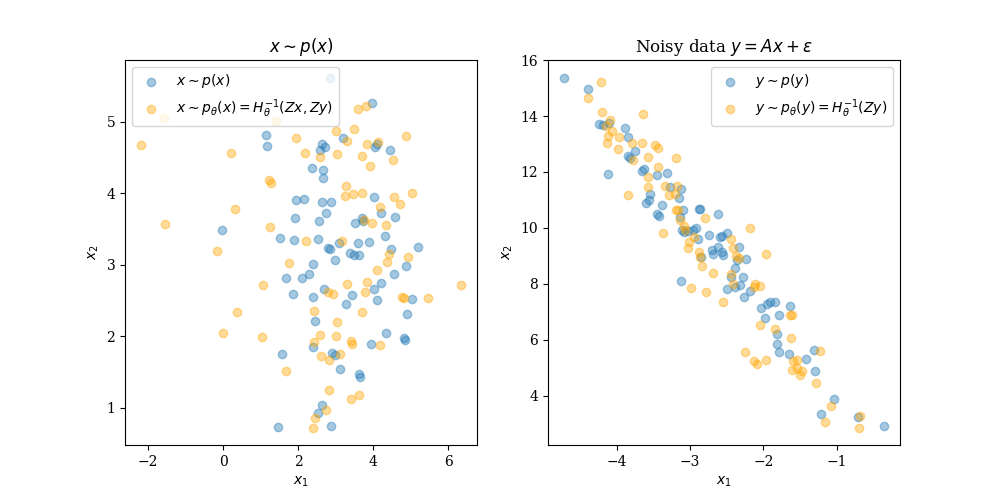 x ∼ p(x)
x ∼ p(x)
x ∼ p_θ(x) = H_θ^{-1}(Zx, Zy)
5
4
3
2
1
x_2
−2 0 2 4 6
x_1
Noisy data y = Ax + ε
y ∼ p(y)
y ∼ p_θ(y) = H_θ^{-1}(Zy)
16
14
12
10
8
6
4
x_2
−4 −3 −2 −1
x_1